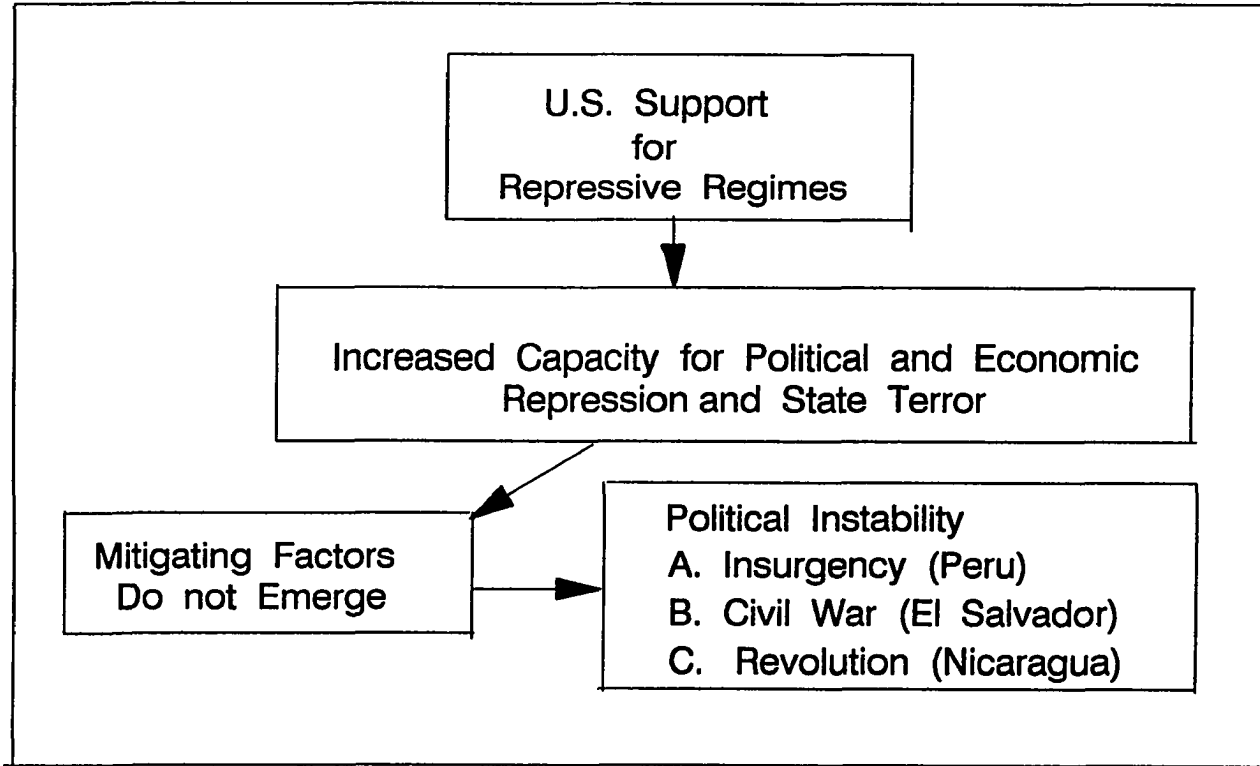 U.S. Support
for
Repressive Regimes
Increased Capacity for Political and Economic
Repression and State Terror
Mitigating Factors
Do not Emerge
Political Instability
A. Insurgency (Peru)
B. Civil War (El Salvador)
C. Revolution (Nicaragua)